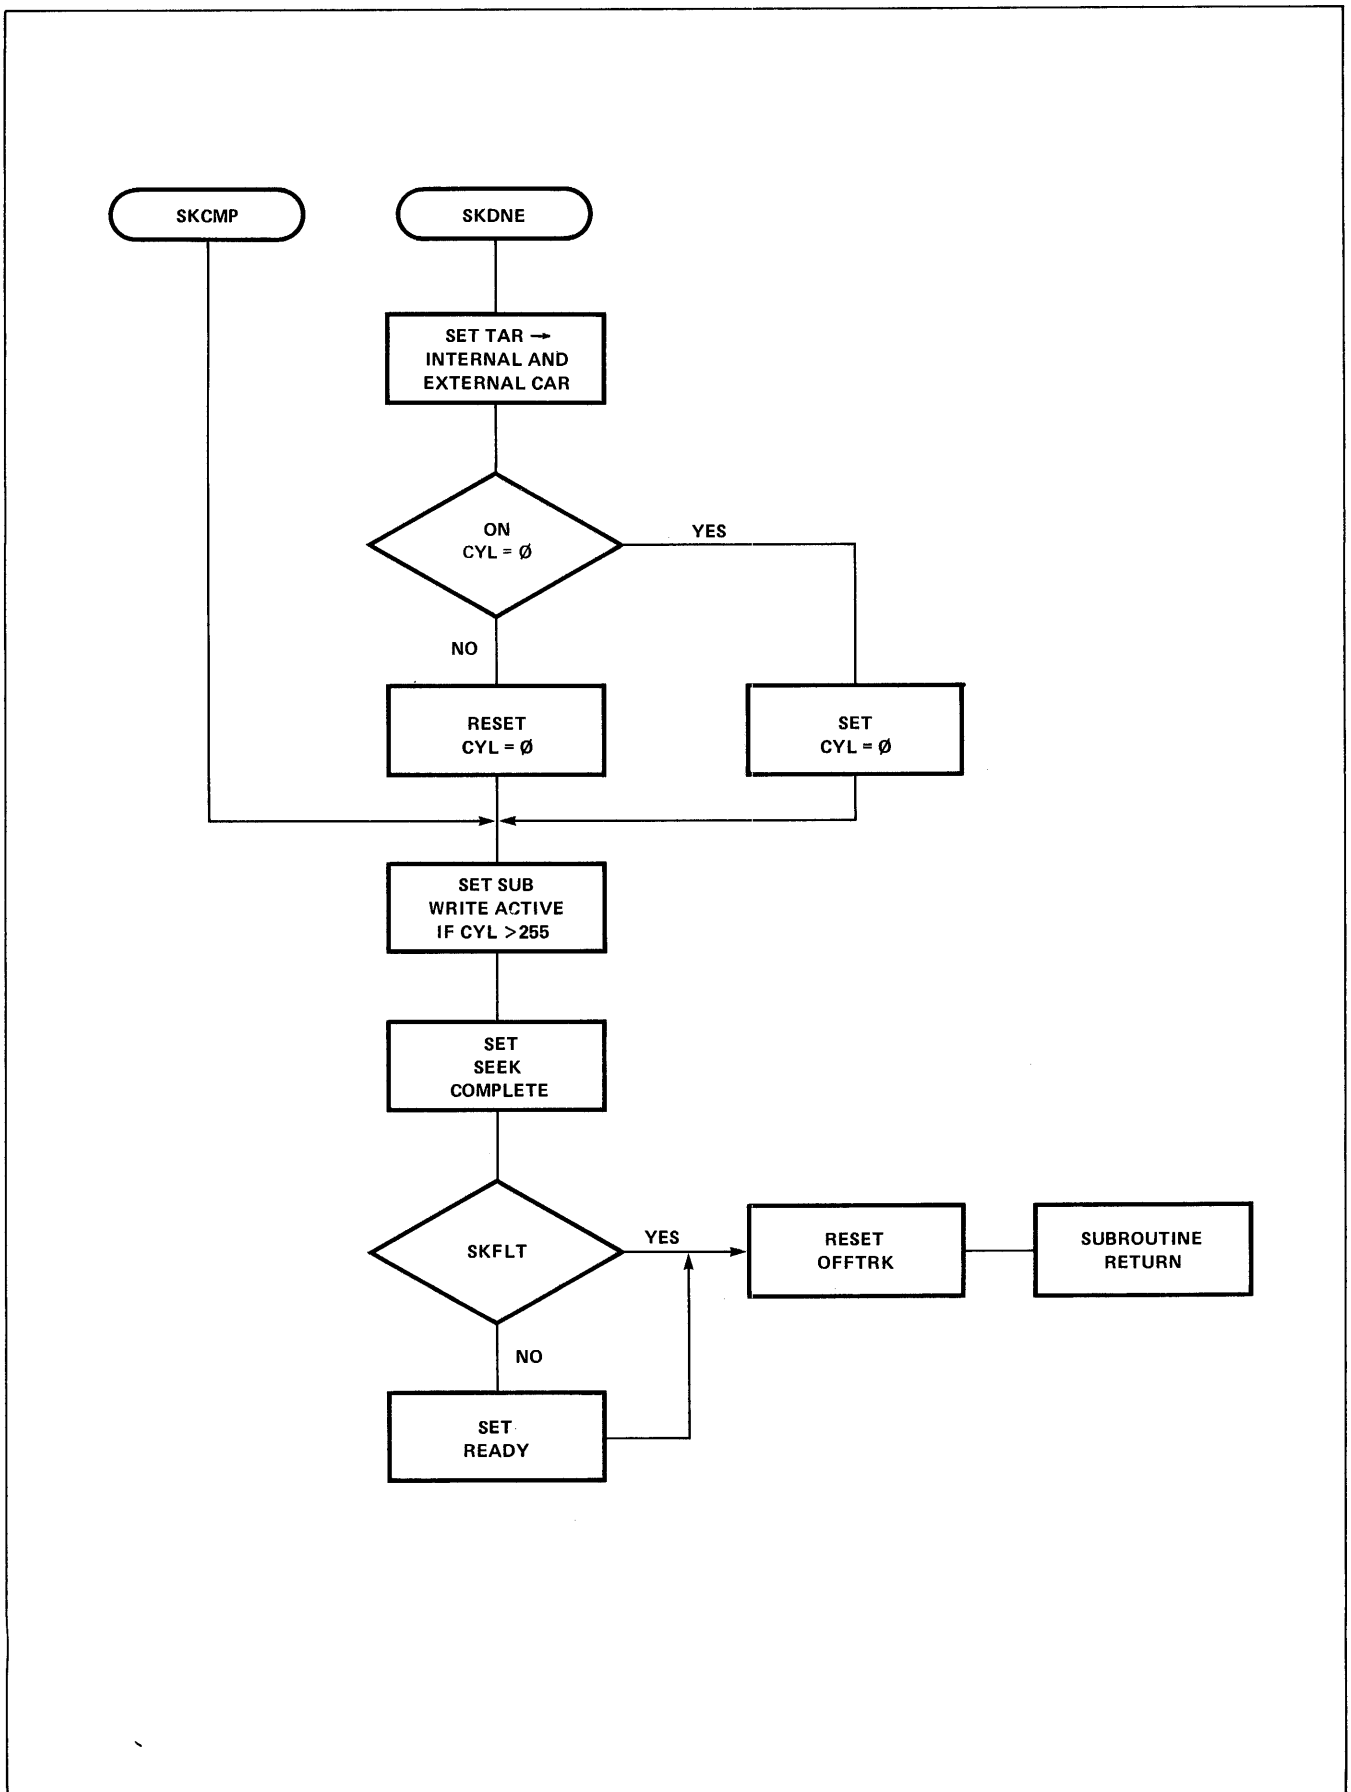 SKCMP
SKDNE
SET TAR →
INTERNAL AND
EXTERNAL CAR
ON
CYL = Ø
YES
NO
RESET
CYL = Ø
SET
CYL = Ø
SET SUB
WRITE ACTIVE
IF CYL >255
SET
SEEK
COMPLETE
SKFLT
YES
RESET
OFFTRK
SUBROUTINE
RETURN
NO
SET
READY